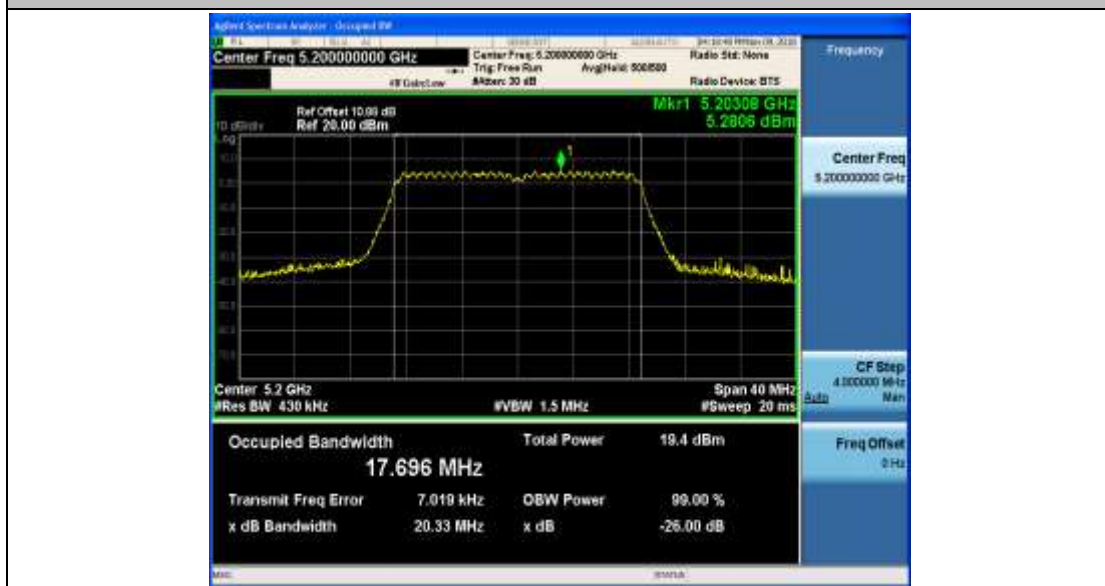 Agilent Spectrum Analyzer - Occupied BW
Center Freq 5.200000000 GHz
Center Freq: 5.200000000 GHz
Radio Std: None
Trig: Free Run
Avg|Hold: 500/500
#IFGain:Low
#Atten: 30 dB
Radio Device: BTS
Frequency
Ref Offset 10.98 dB
Mkr1 5.20308 GHz
10 dB/div
Ref 20.00 dBm
5.2806 dBm
Log
Center Freq
5.200000000 GHz
CF Step
4.000000 MHz
Auto Man
Center 5.2 GHz
Span 40 MHz
#Res BW 430 kHz
#VBW 1.5 MHz
#Sweep 20 ms
Freq Offset
0 Hz
Occupied Bandwidth
Total Power 19.4 dBm
17.696 MHz
Transmit Freq Error 7.019 kHz
OBW Power 99.00 %
x dB Bandwidth 20.33 MHz
x dB -26.00 dB
MSG
STATUS